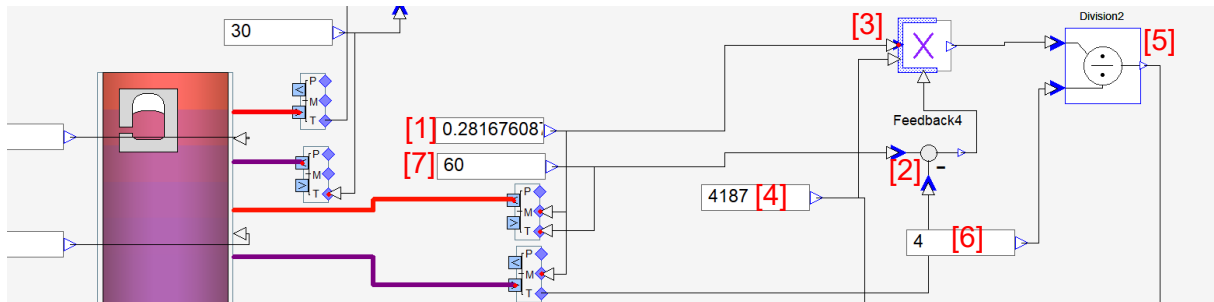 Division2
30
[3]
[5]
P
M
T
[1] 0.28167608
Feedback4
P
M
T
[7] 60
[2]
-
4187 [4]
P
M
T
4 [6]
P
M
T